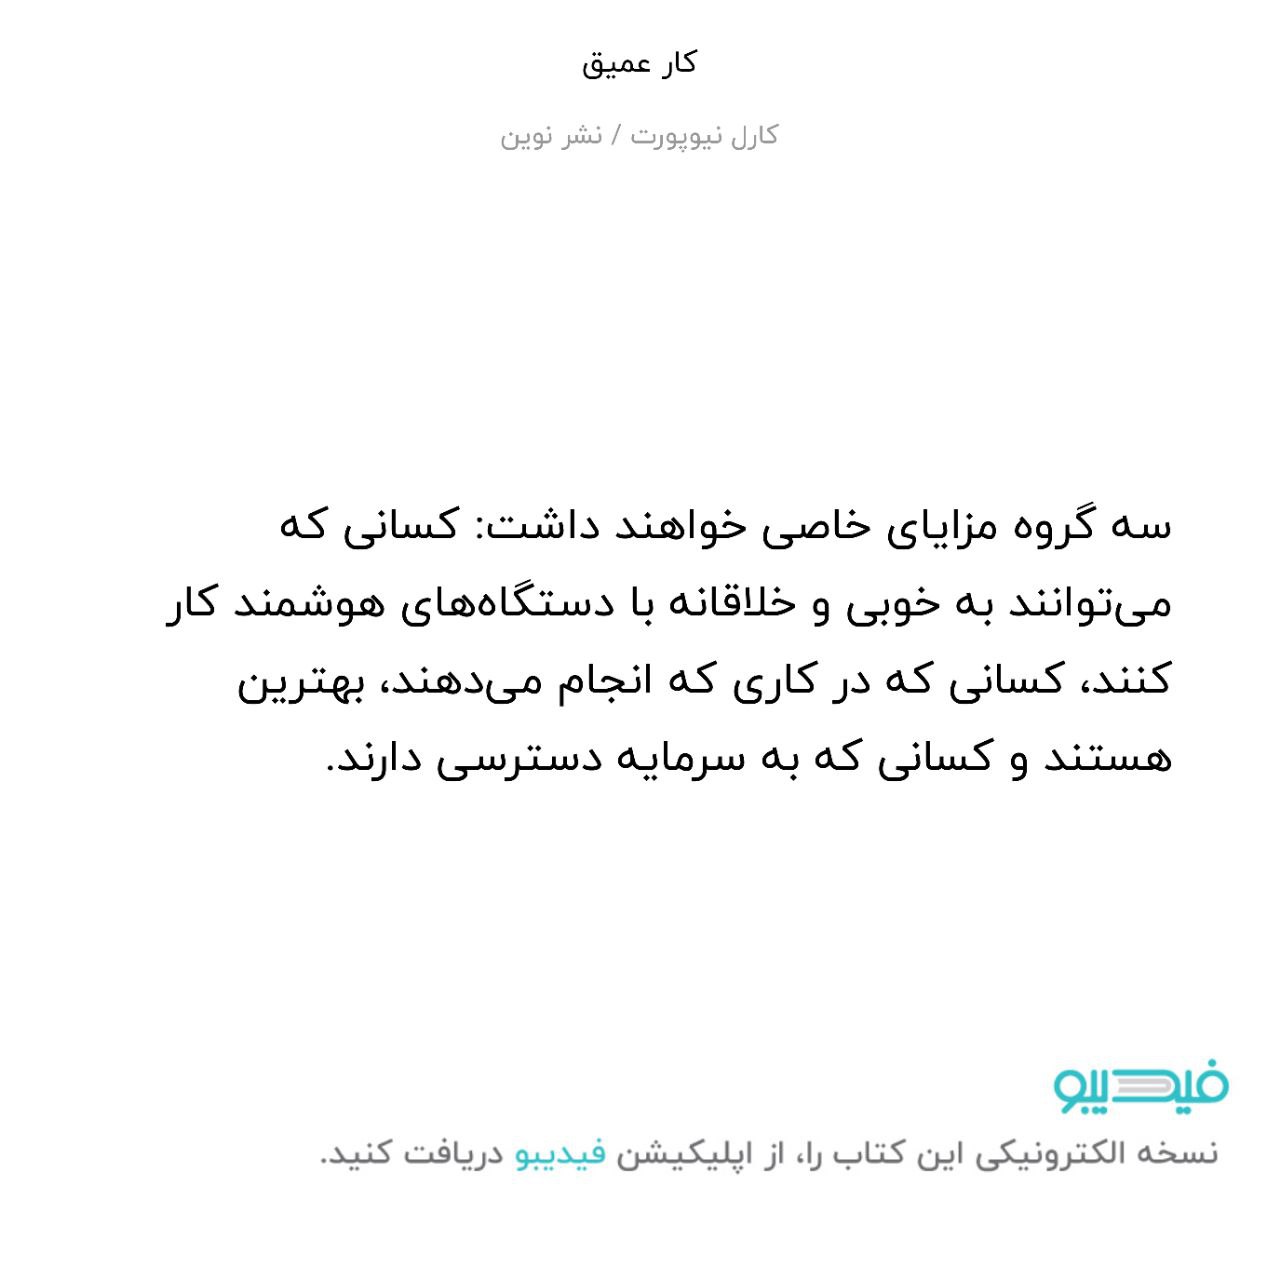 کار عمیق
کارل نیوپورت / نشر نوین
سه گروه مزایای خاصی خواهند داشت: کسانی که
می‌توانند به خوبی و خلاقانه با دستگاه‌های هوشمند کار
کنند، کسانی که در کاری که انجام می‌دهند، بهترین
هستند و کسانی که به سرمایه دسترسی دارند.
فیدیبو
نسخه الکترونیکی این کتاب را، از اپلیکیشن فیدیبو دریافت کنید.